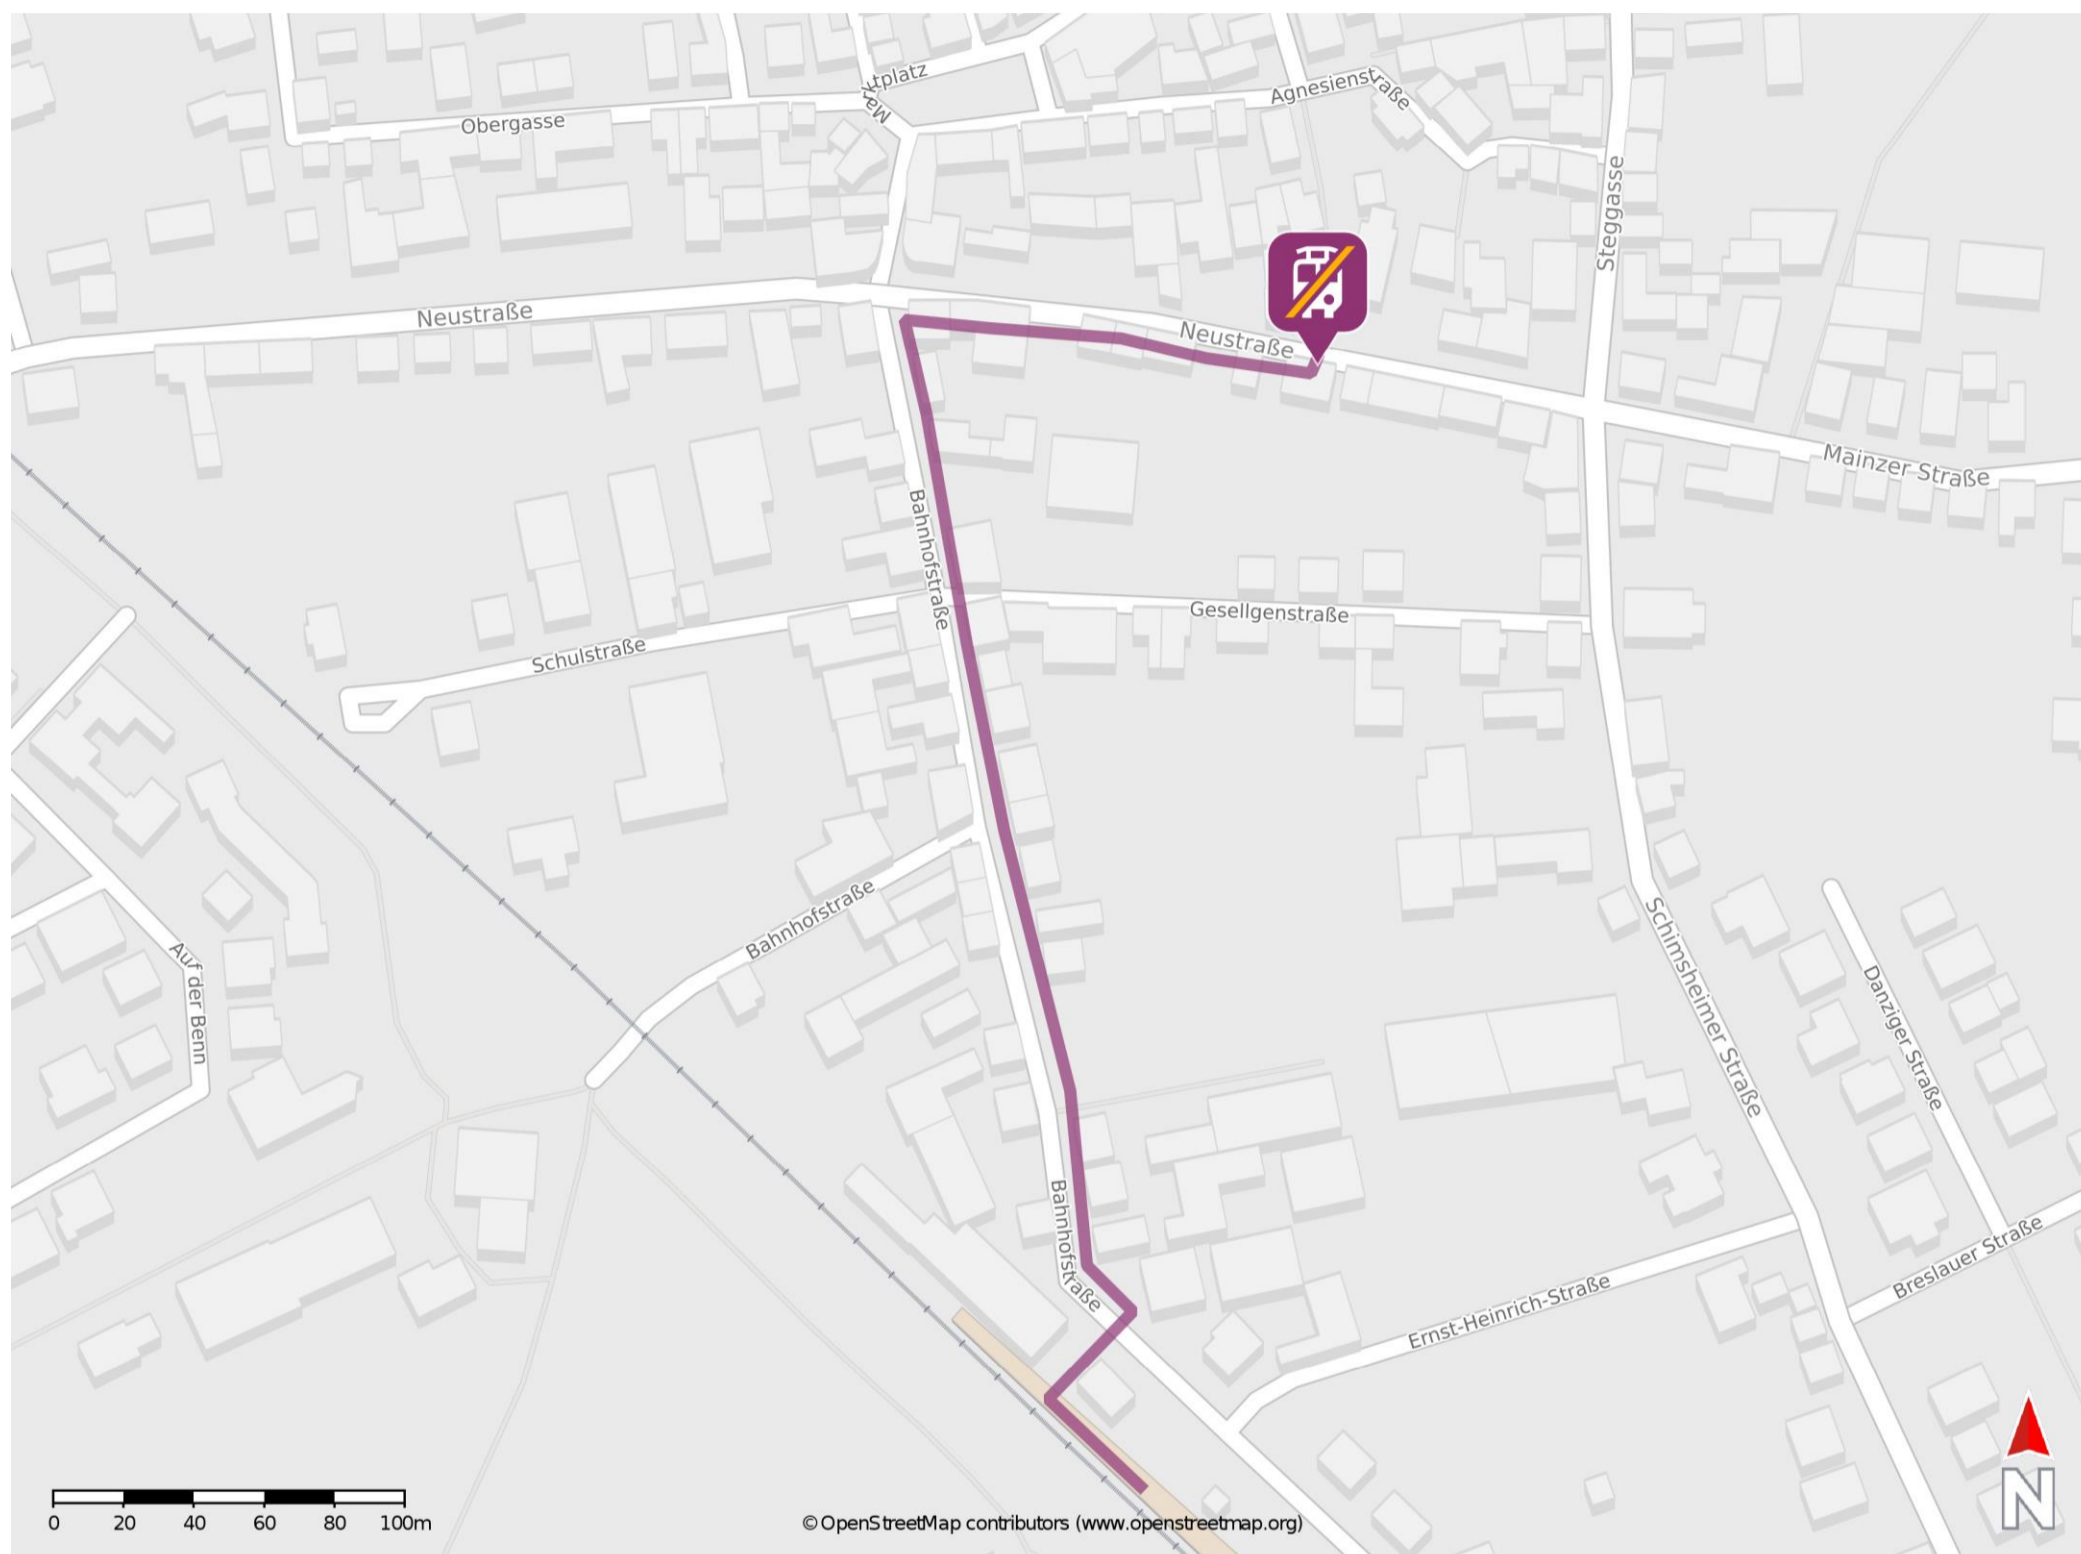 Marktplatz
Agnesienstraße
Obergasse
Steggasse
Neustraße
Neustraße
Mainzer Straße
Bahnhofstraße
Gesellgenstraße
Schulstraße
Bahnhofstraße
Schimsheimer Straße
Auf der Benn
Danziger Straße
Bahnhofstraße
Breslauer Straße
Ernst-Heinrich-Straße
N
0 20 40 60 80 100m
© OpenStreetMap contributors (www.openstreetmap.org)